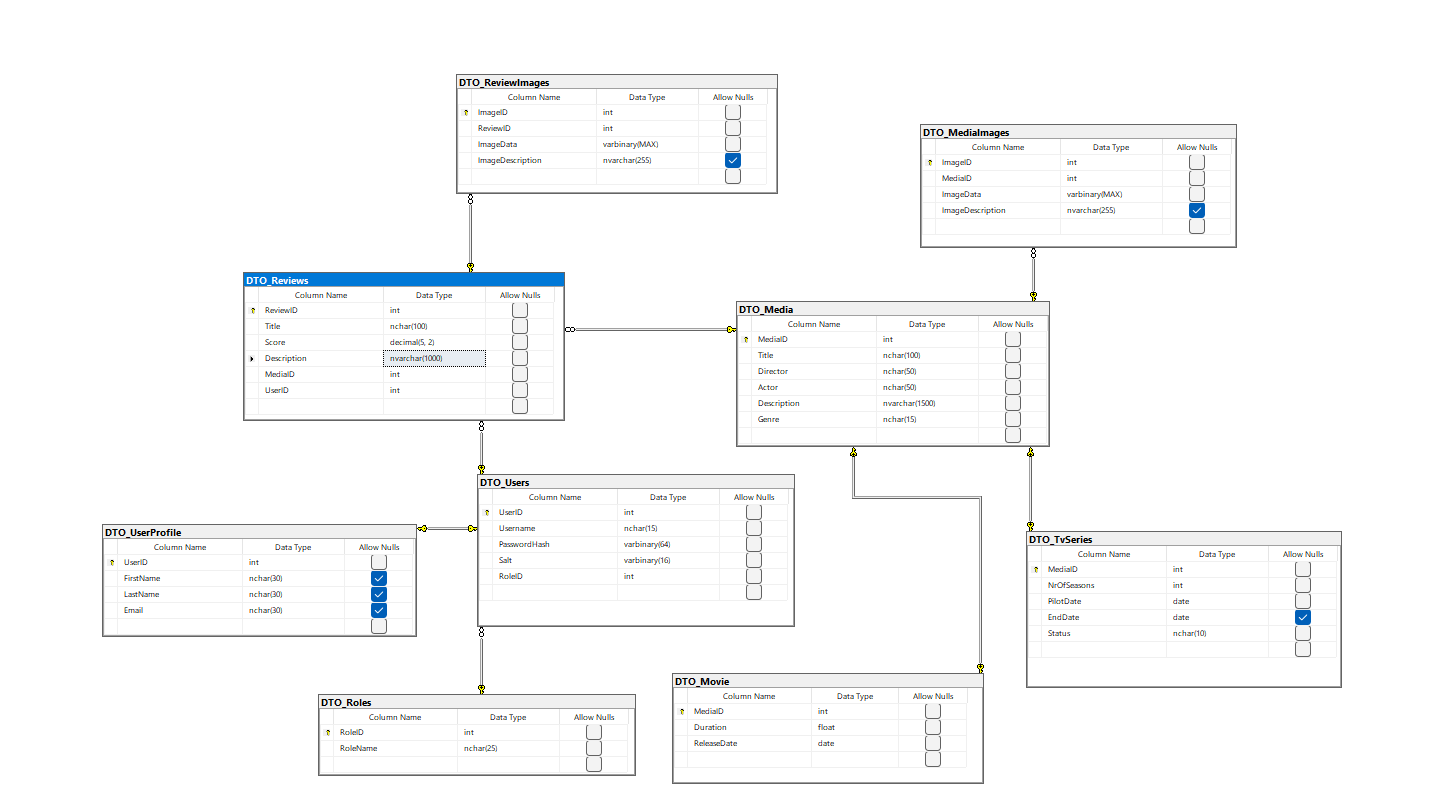 DTO_ReviewImages
Column Name Data Type Allow Nulls
ImageID int
ReviewID int
ImageData varbinary(MAX)
ImageDescription nvarchar(255)
DTO_MediaImages
Column Name Data Type Allow Nulls
ImageID int
MediaID int
ImageData varbinary(MAX)
ImageDescription nvarchar(255)
DTO_Reviews
Column Name Data Type Allow Nulls
ReviewID int
Title nchar(100)
Score decimal(5, 2)
Description nvarchar(1000)
MediaID int
UserID int
DTO_Media
Column Name Data Type Allow Nulls
MediaID int
Title nchar(100)
Director nchar(50)
Actor nchar(50)
Description nvarchar(1500)
Genre nchar(15)
DTO_Users
Column Name Data Type Allow Nulls
UserID int
Username nchar(15)
PasswordHash varbinary(64)
Salt varbinary(16)
RoleID int
DTO_UserProfile
Column Name Data Type Allow Nulls
UserID int
FirstName nchar(30)
LastName nchar(30)
Email nchar(30)
DTO_TvSeries
Column Name Data Type Allow Nulls
MediaID int
NrOfSeasons int
PilotDate date
EndDate date
Status nchar(10)
DTO_Roles
Column Name Data Type Allow Nulls
RoleID int
RoleName nchar(25)
DTO_Movie
Column Name Data Type Allow Nulls
MediaID int
Duration float
ReleaseDate date